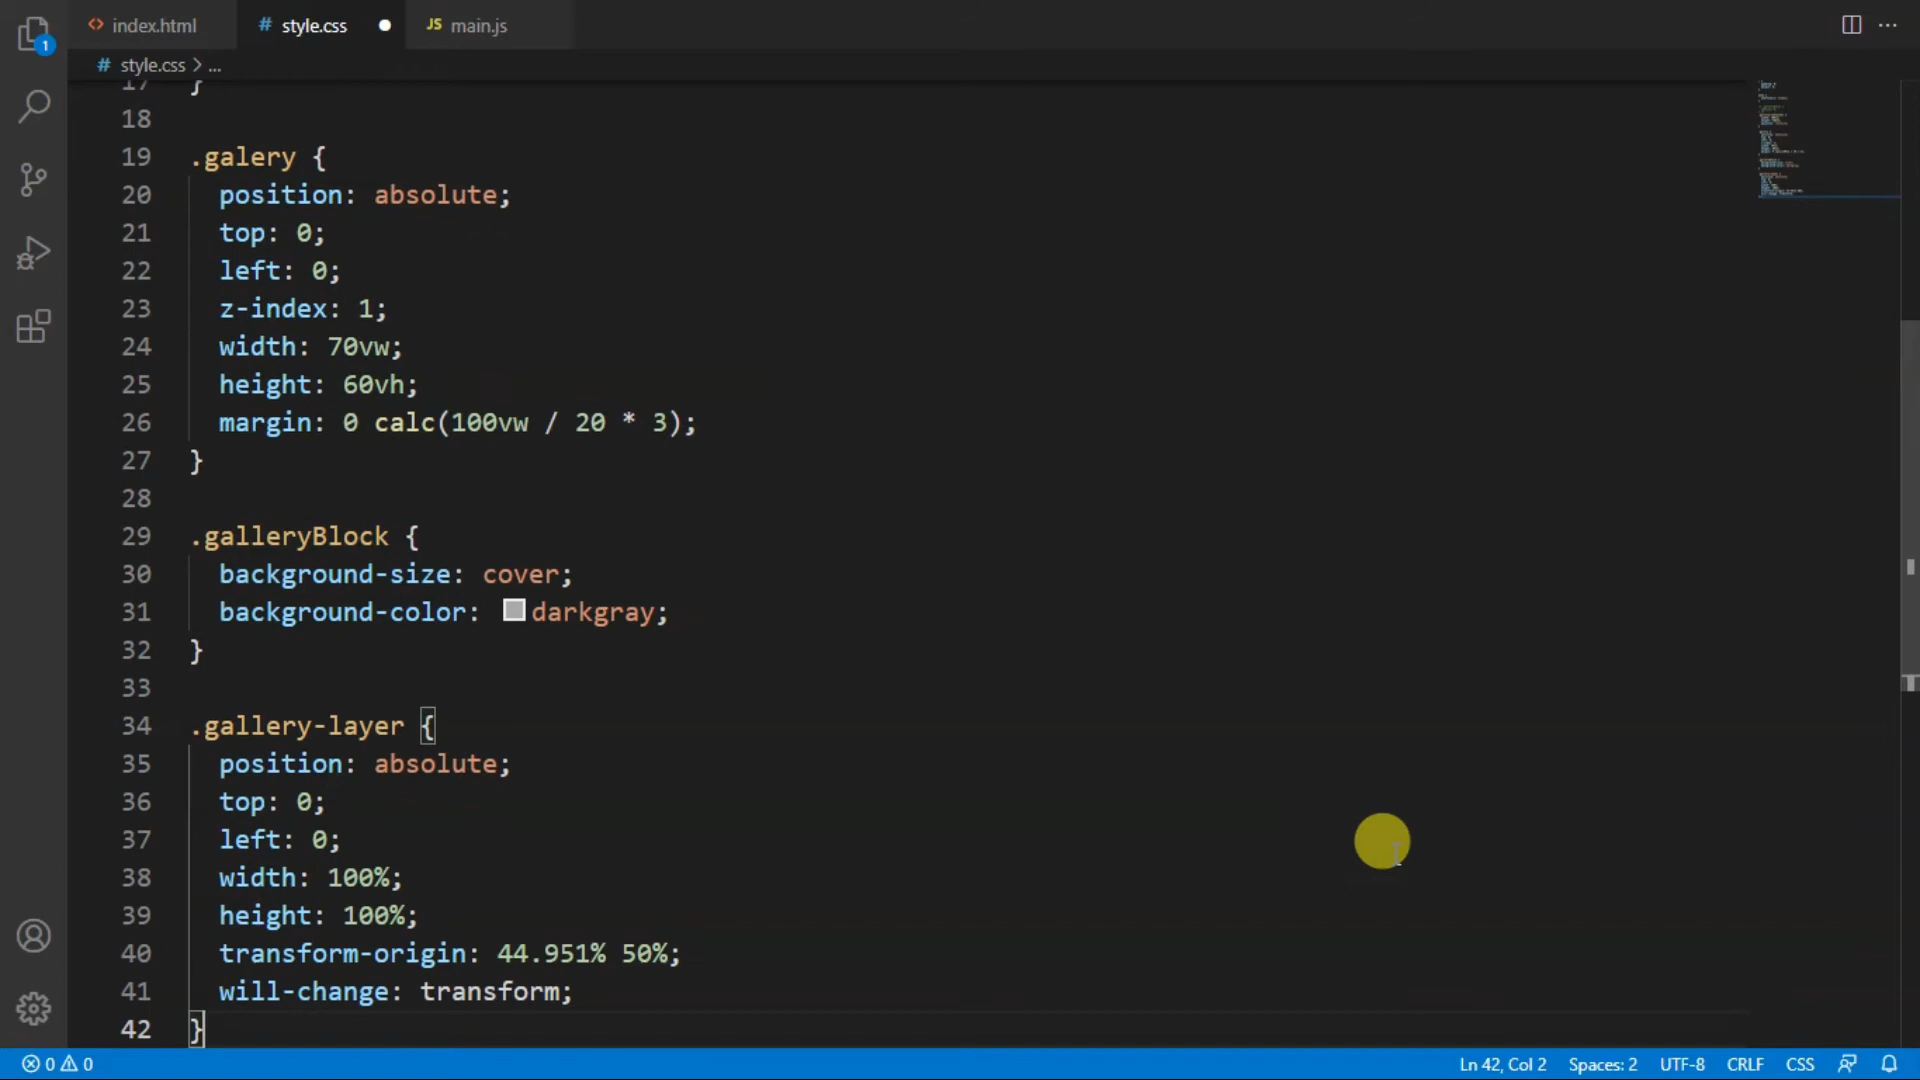 index.html
# style.css
JS main.js
1
# style.css > ...
17 }
18
19 .galery {
20 position: absolute;
21 top: 0;
22 left: 0;
23 z-index: 1;
24 width: 70vw;
25 height: 60vh;
26 margin: 0 calc(100vw / 20 * 3);
27 }
28
29 .galleryBlock {
30 background-size: cover;
31 background-color: darkgray;
32 }
33
34 .gallery-layer {
35 position: absolute;
36 top: 0;
37 left: 0;
38 width: 100%;
39 height: 100%;
40 transform-origin: 44.951% 50%;
41 will-change: transform;
42 }
0 0 Ln 42, Col 2 Spaces: 2 UTF-8 CRLF CSS